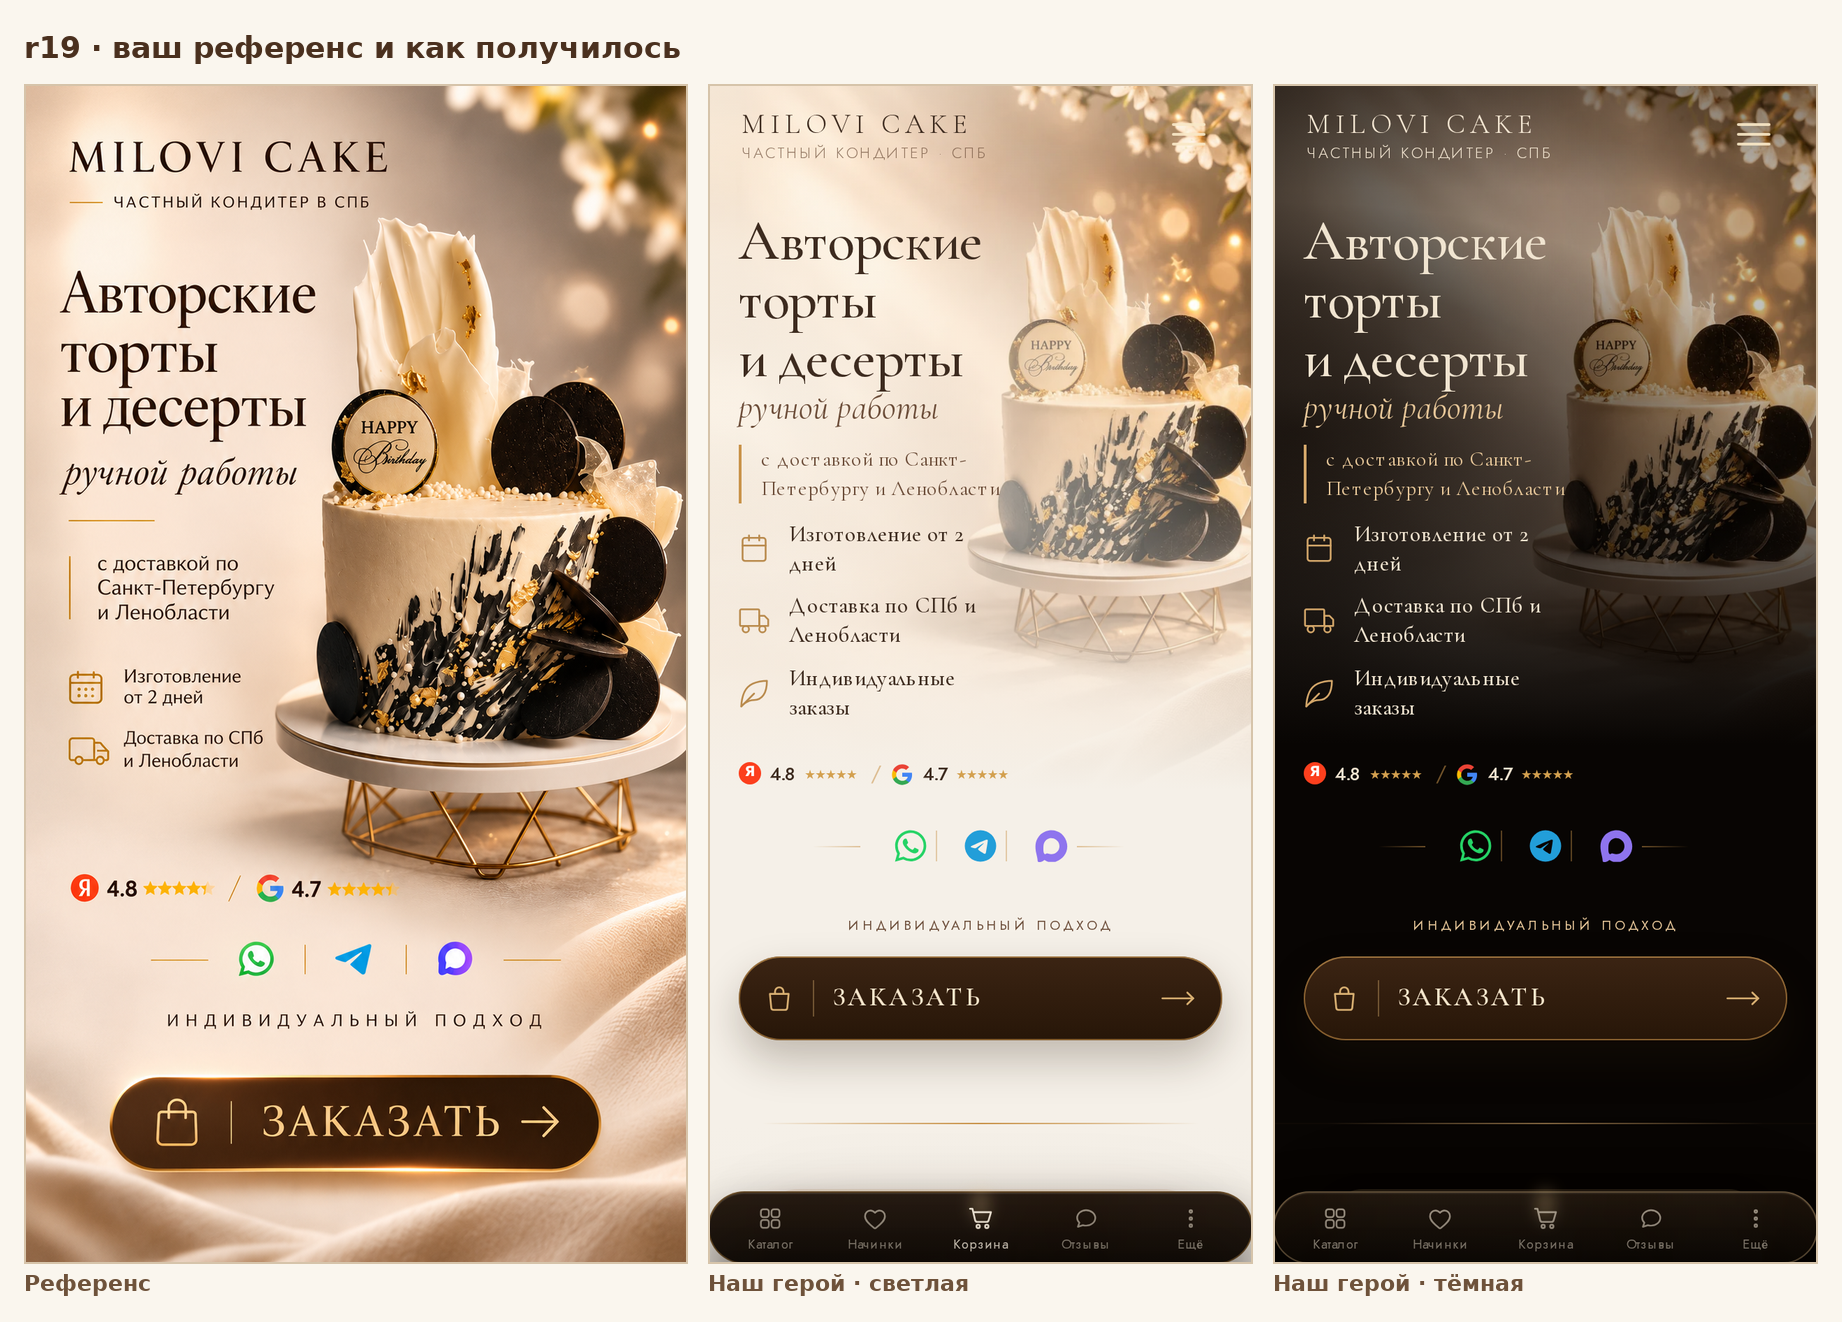 r19 · ваш референс и как получилось
MILOVI CAKE
ЧАСТНЫЙ КОНДИТЕР В СПБ
Авторские
торты
и десерты
ручной работы
с доставкой по
Санкт-Петербургу
и Ленобласти
Изготовление
от 2 дней
Доставка по СПб
и Ленобласти
HAPPY
Birthday
Я 4.8 G 4.7
ИНДИВИДУАЛЬНЫЙ ПОДХОД
ЗАКАЗАТЬ
Референс
MILOVI CAKE
ЧАСТНЫЙ КОНДИТЕР · СПБ
Авторские
торты
и десерты
ручной работы
с доставкой по Санкт-
Петербургу и Ленобласти
Изготовление от 2
дней
Доставка по СПб и
Ленобласти
Индивидуальные
заказы
HAPPY
Birthday
Я 4.8 G 4.7
ИНДИВИДУАЛЬНЫЙ ПОДХОД
ЗАКАЗАТЬ
Каталог Начинки Корзина Отзывы Ещё
Наш герой · светлая
MILOVI CAKE
ЧАСТНЫЙ КОНДИТЕР · СПБ
Авторские
торты
и десерты
ручной работы
с доставкой по Санкт-
Петербургу и Ленобласти
Изготовление от 2
дней
Доставка по СПб и
Ленобласти
Индивидуальные
заказы
HAPPY
Birthday
Я 4.8 G 4.7
ИНДИВИДУАЛЬНЫЙ ПОДХОД
ЗАКАЗАТЬ
Каталог Начинки Корзина Отзывы Ещё
Наш герой · тёмная